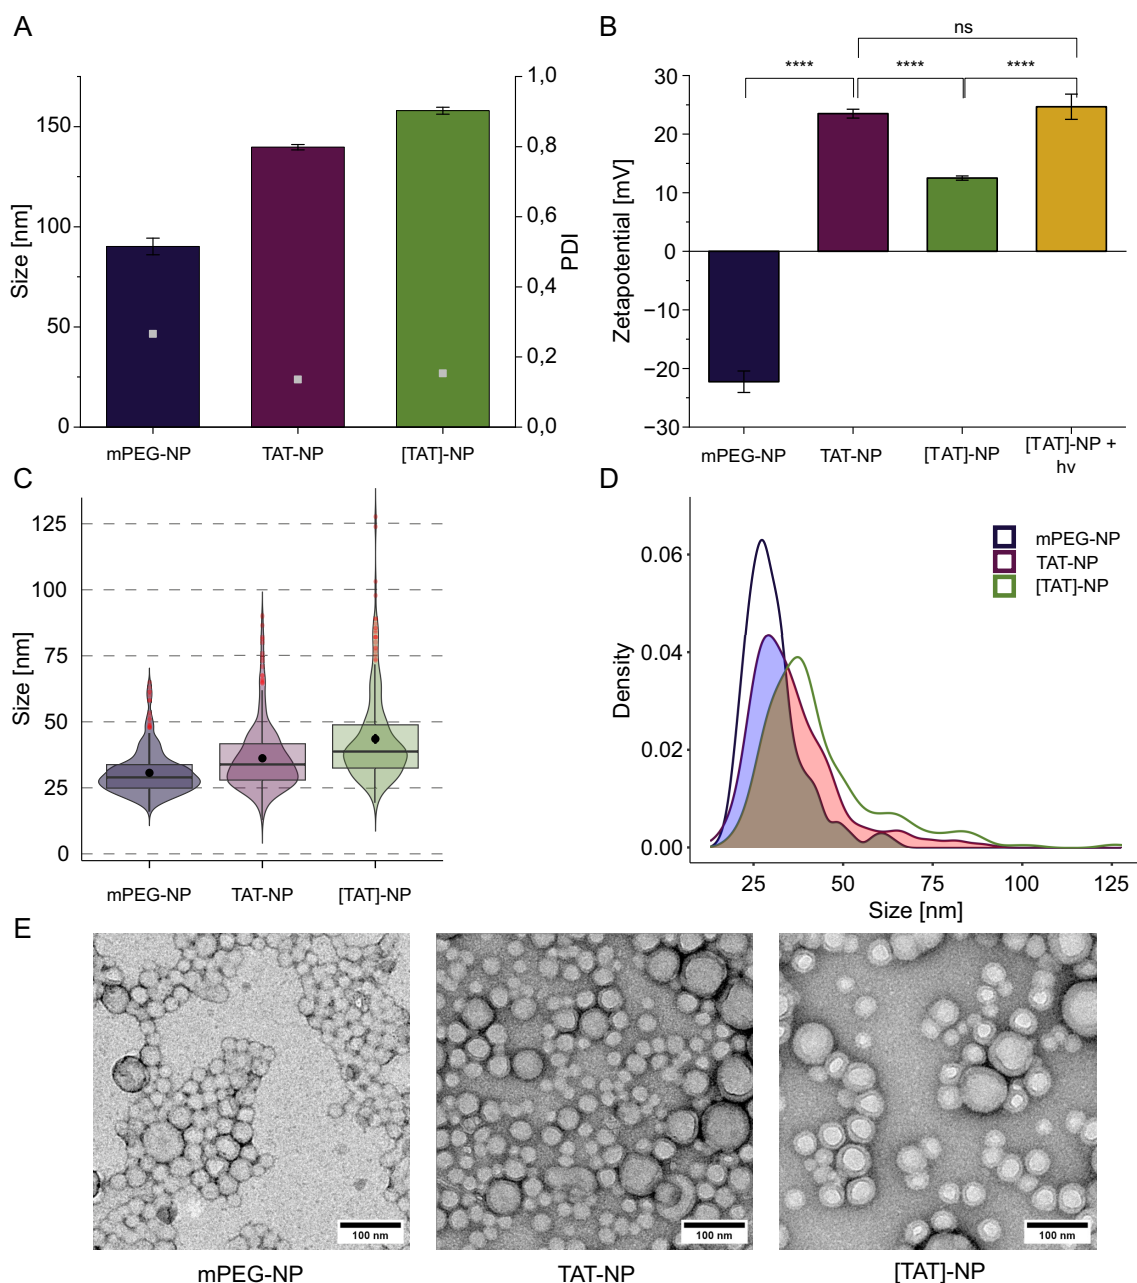 A
Size [nm]
150
100
50
0
1,0
0,8
0,6
0,4
0,2
0,0
PDI
mPEG-NP
TAT-NP
[TAT]-NP
B
ns
****
****
****
Zetapotential [mV]
30
20
10
0
−10
−20
−30
mPEG-NP
TAT-NP
[TAT]-NP
[TAT]-NP +
hv
C
Size [nm]
125
100
75
50
25
0
mPEG-NP
TAT-NP
[TAT]-NP
D
Density
0.06
0.04
0.02
0.00
mPEG-NP
TAT-NP
[TAT]-NP
25
50
75
100
125
Size [nm]
E
100 nm
100 nm
100 nm
mPEG-NP
TAT-NP
[TAT]-NP